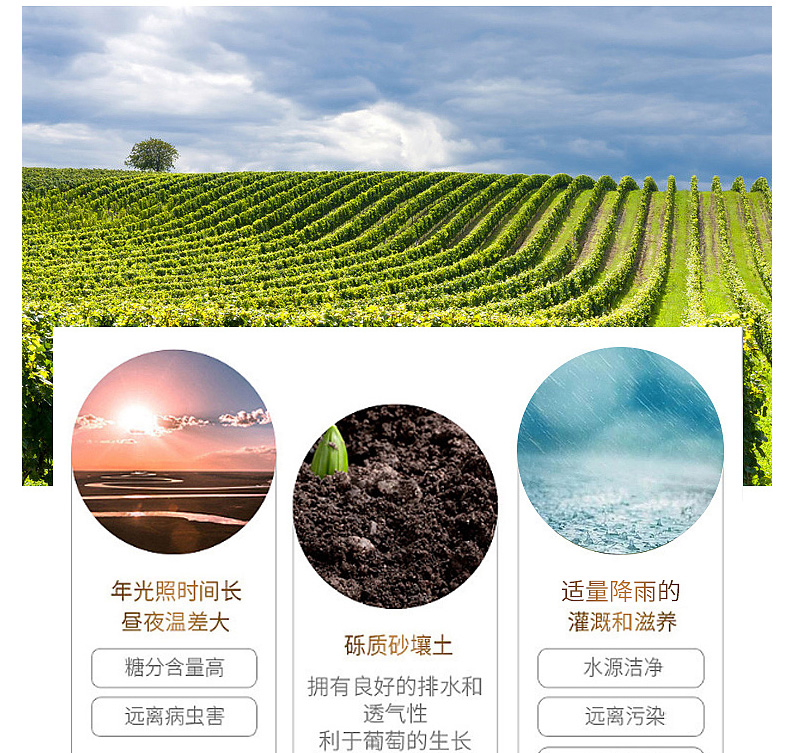 年光照时间长
昼夜温差大
糖分含量高
远离病虫害
砾质砂壤土
拥有良好的排水和
透气性
利于葡萄的生长
适量降雨的
灌溉和滋养
水源洁净
远离污染